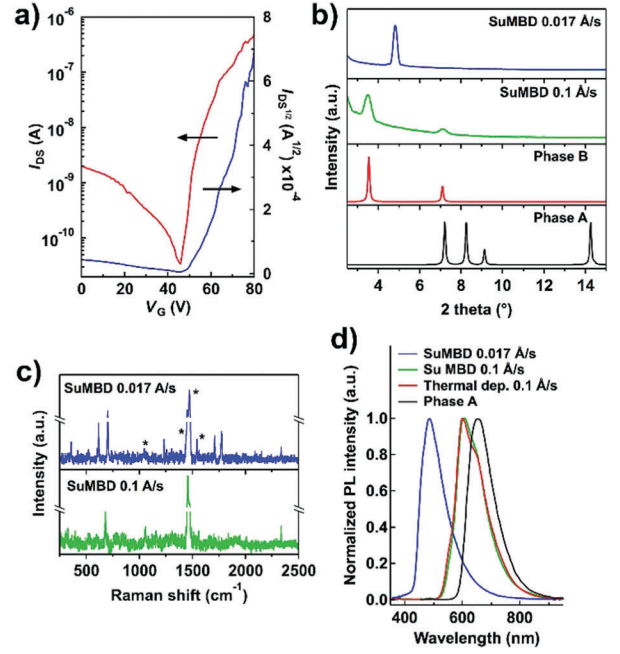 a)
10⁻⁶
10⁻⁷
10⁻⁸
10⁻⁹
10⁻¹⁰
I_DS (A)
8
6
4
2
0
I_DS^1/2 (A^1/2) x10⁻⁴
0 20 40 60 80
V_G (V)
b)
SuMBD 0.017 Å/s
SuMBD 0.1 Å/s
Phase B
Phase A
Intensity (a.u.)
4 6 8 10 12 14
2 theta (°)
c)
SuMBD 0.017 A/s
*
* * *
SuMBD 0.1 A/s
Intensity (a.u.)
500 1000 1500 2000 2500
Raman shift (cm⁻¹)
d)
SuMBD 0.017 Å/s
Su MBD 0.1 Å/s
Thermal dep. 0.1 Å/s
Phase A
1.0
0.8
0.6
0.4
0.2
0.0
Normalized PL intensity (a.u.)
400 600 800
Wavelength (nm)